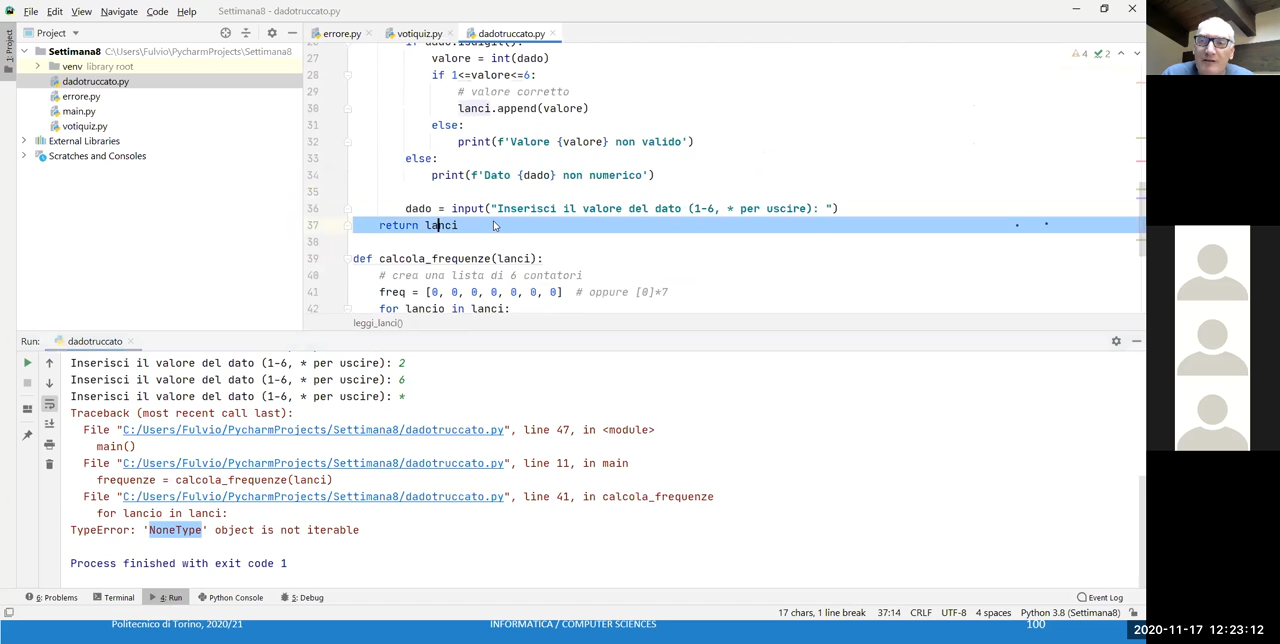 File Edit View Navigate Code Help Settimana8 - dadotruccato.py
Project
errore.py votiquiz.py dadotruccato.py
1: Project
Settimana8 C:\Users\Fulvio\PycharmProjects\Settimana8
venv library root
dadotruccato.py
errore.py
main.py
votiquiz.py
External Libraries
Scratches and Consoles
4 2
27 valore = int(dado)
28 if 1<=valore<=6:
29 # valore corretto
30 lanci.append(valore)
31 else:
32 print(f'Valore {valore} non valido')
33 else:
34 print(f'Dato {dado} non numerico')
35
36 dado = input("Inserisci il valore del dato (1-6, * per uscire): ")
37 return lanci
38
39 def calcola_frequenze(lanci):
40 # crea una lista di 6 contatori
41 freq = [0, 0, 0, 0, 0, 0, 0] # oppure [0]*7
42 for lancio in lanci:
leggi_lanci()
Run: dadotruccato
Inserisci il valore del dato (1-6, * per uscire): 2
Inserisci il valore del dato (1-6, * per uscire): 6
Inserisci il valore del dato (1-6, * per uscire): *
Traceback (most recent call last):
File "C:/Users/Fulvio/PycharmProjects/Settimana8/dadotruccato.py", line 47, in <module>
main()
File "C:/Users/Fulvio/PycharmProjects/Settimana8/dadotruccato.py", line 11, in main
frequenze = calcola_frequenze(lanci)
File "C:/Users/Fulvio/PycharmProjects/Settimana8/dadotruccato.py", line 41, in calcola_frequenze
for lancio in lanci:
TypeError: 'NoneType' object is not iterable
Process finished with exit code 1
6: Problems Terminal 4: Run Python Console 5: Debug Event Log
17 chars, 1 line break 37:14 CRLF UTF-8 4 spaces Python 3.8 (Settimana8)
Politecnico di Torino, 2020/21 INFORMATICA / COMPUTER SCIENCES 100
2020-11-17 12:23:12